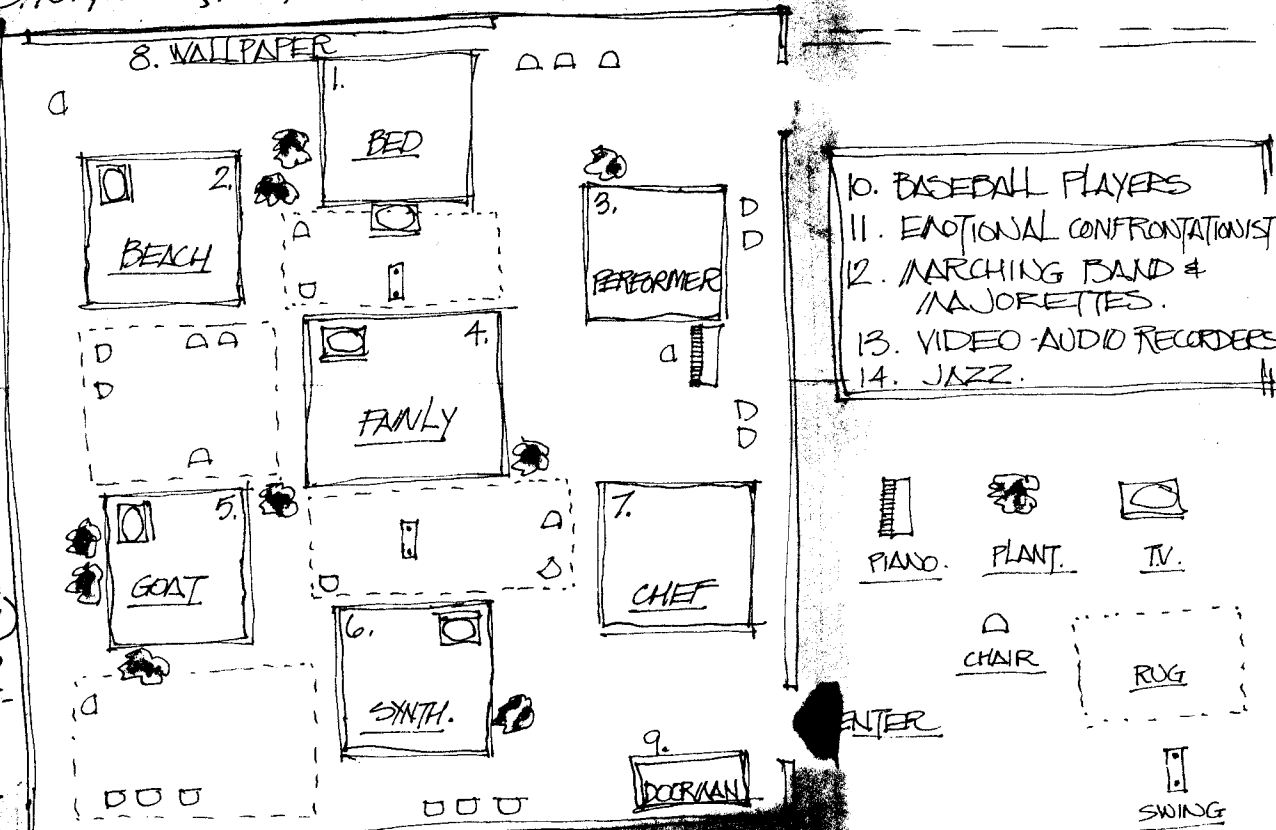 8. WALLPAPER
1.
BED
2.
BEACH
3.
PERFORMER
4.
FAMILY
5.
GOAT
6.
SYNTH.
7.
CHEF
9.
DOORMAN
ENTER
10. BASEBALL PLAYERS
11. EMOTIONAL CONFRONTATIONIST
12. MARCHING BAND &
MAJORETTES.
13. VIDEO-AUDIO RECORDERS
14. JAZZ.
PIANO.
PLANT.
T.V.
CHAIR
RUG
SWING